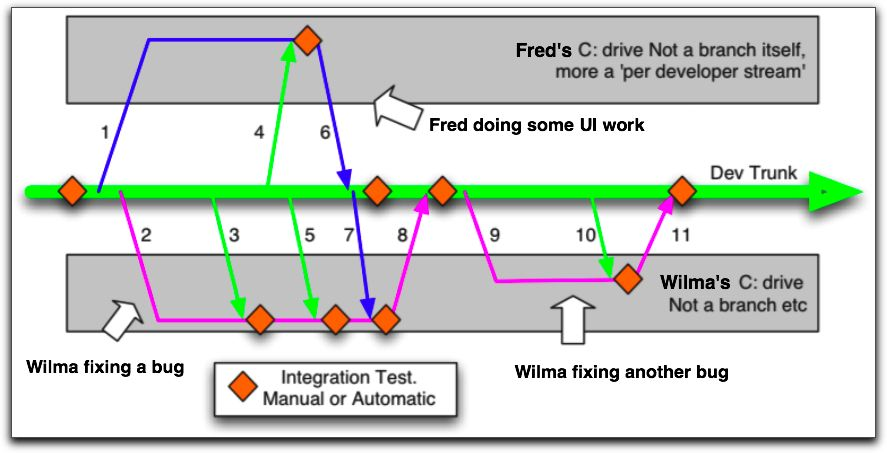 Fred's C: drive Not a branch itself,
more a 'per developer stream'
1
4
6
Fred doing some UI work
Dev Trunk
2
3
5
7
8
9
10
11
Wilma's C: drive
Not a branch etc
Wilma fixing a bug
Wilma fixing another bug
Integration Test.
Manual or Automatic